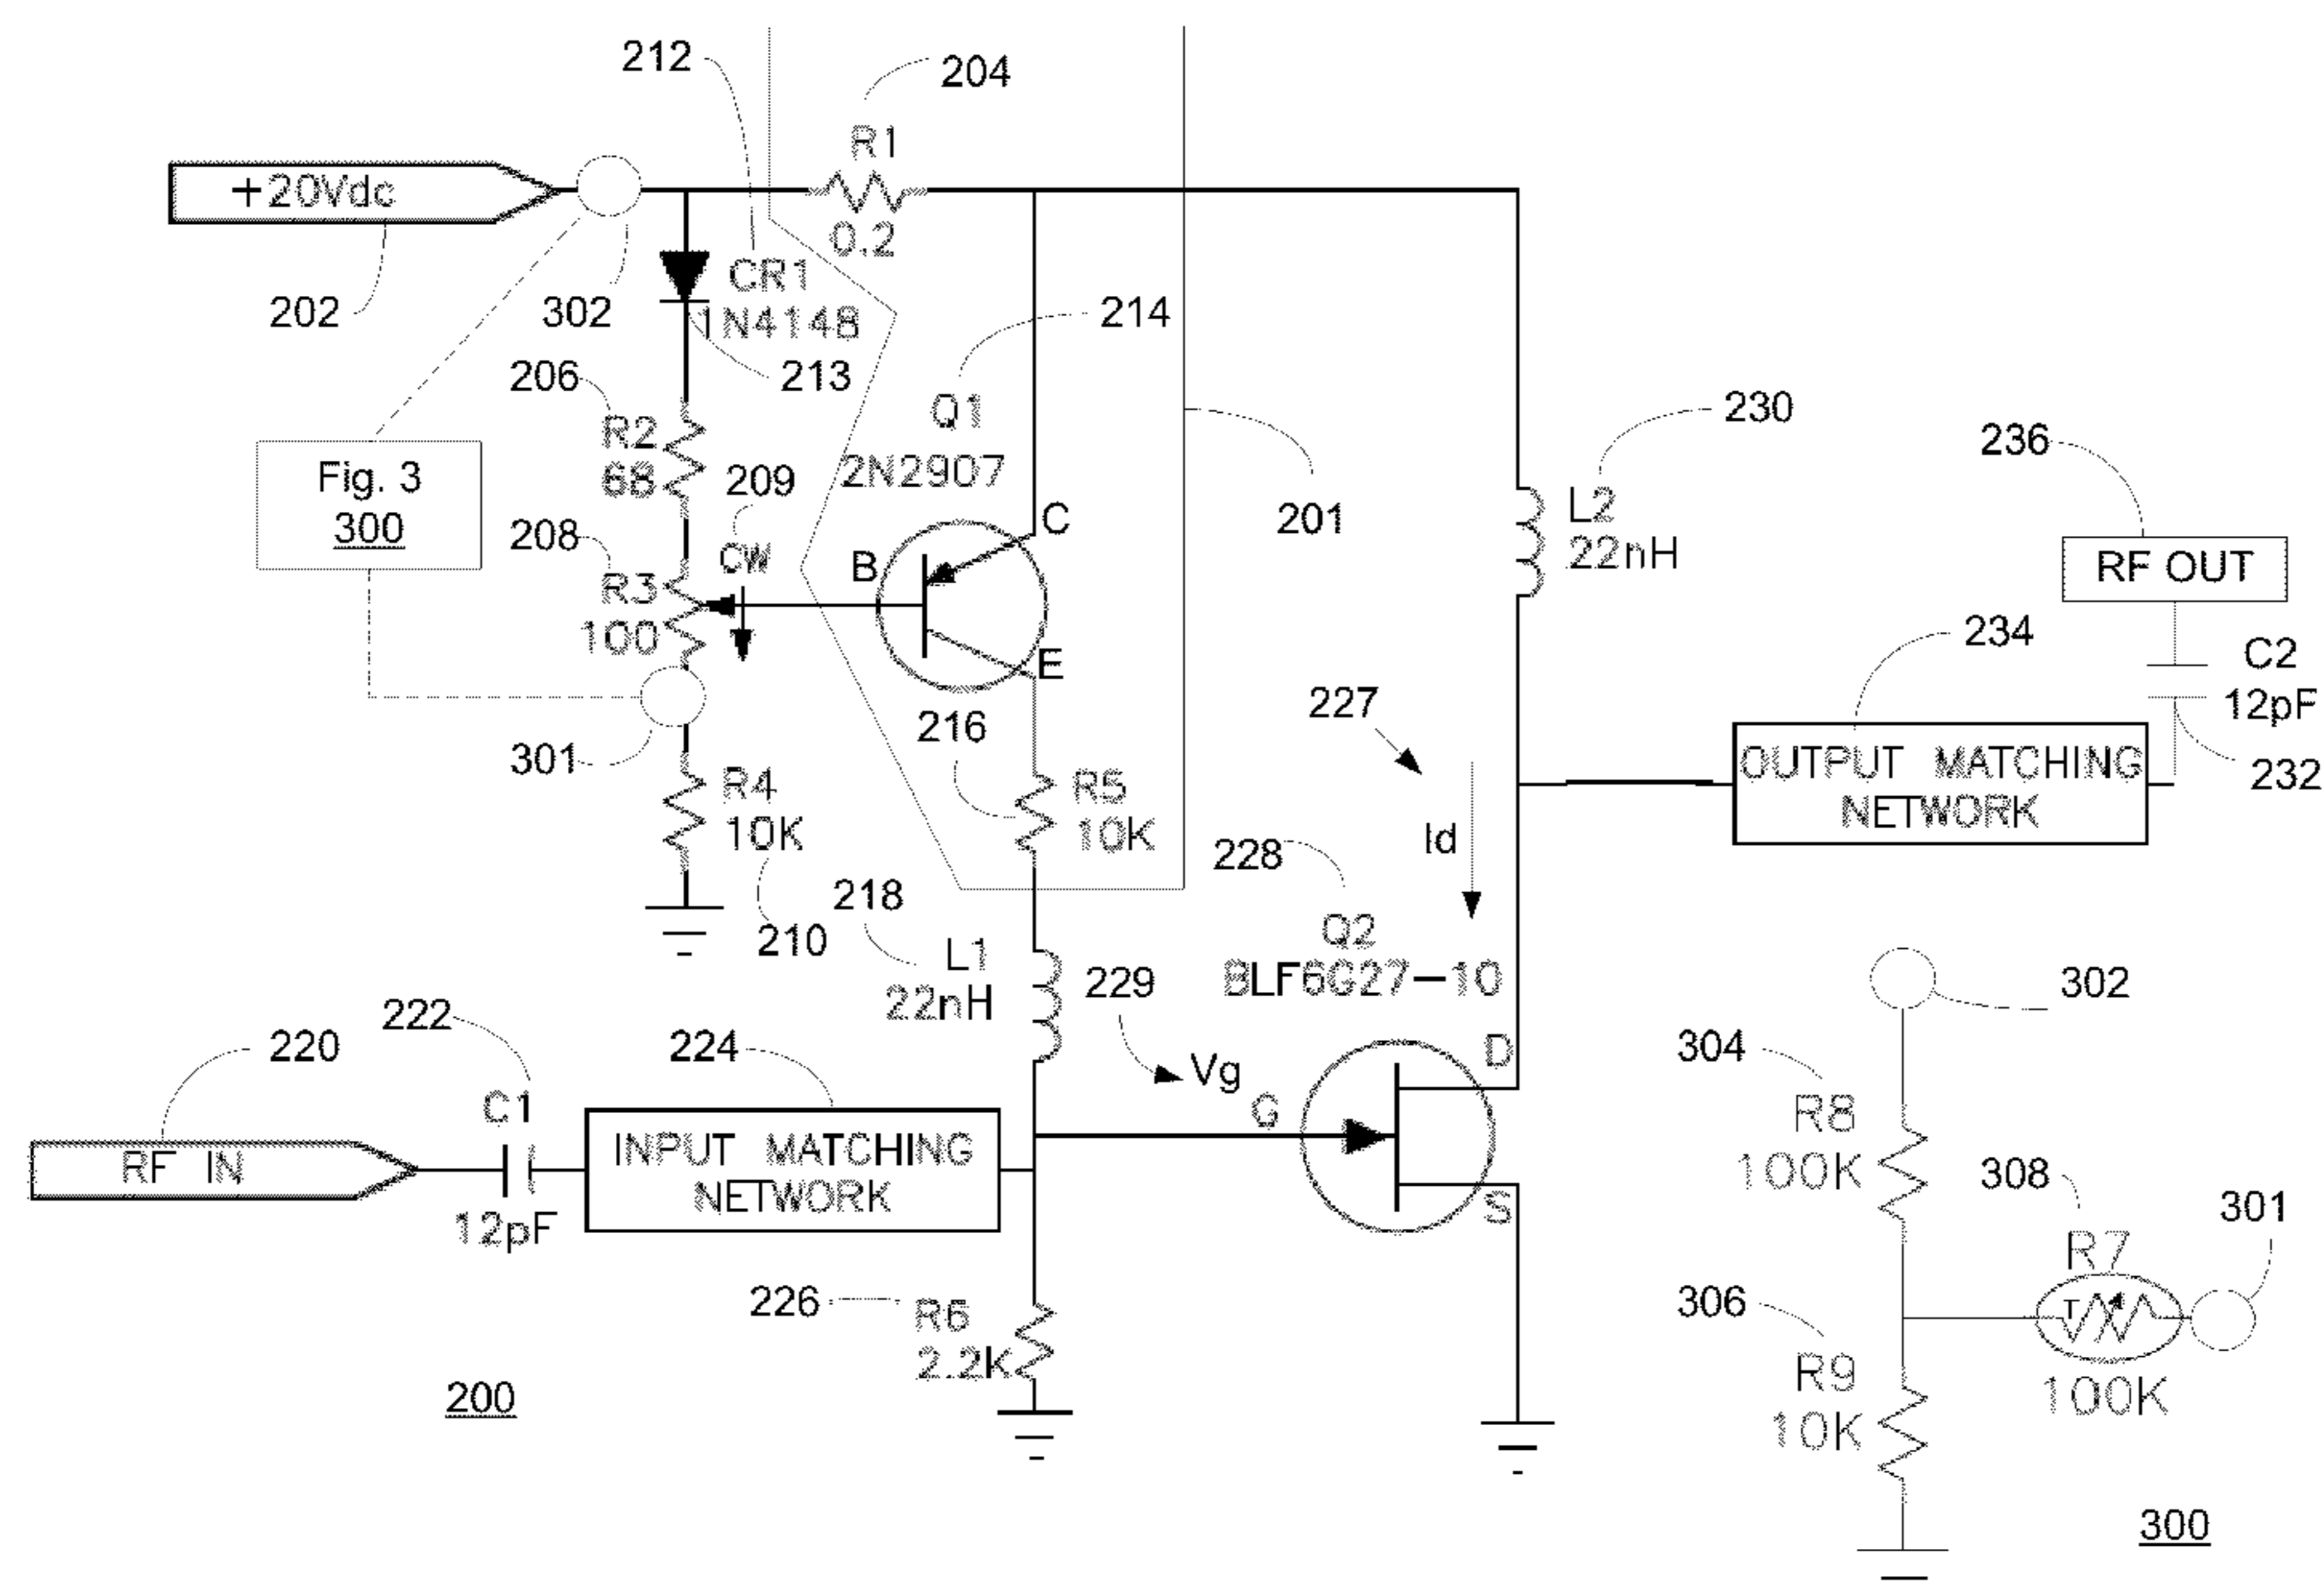 212
204
R1
+20Vdc
0.2
CR1
1N4148
202
302
213
214
206
R2
68
209
Q1
2N2907
201
230
236
Fig. 3
300
208
CW
R3
100
B
C
E
L2
22nH
RF OUT
234
C2
12pF
232
227
216
301
R4
10K
R5
10K
OUTPUT MATCHING
NETWORK
Id
228
210
218
L1
22nH
229
Q2
BLF6G27-10
302
222
220
224
Vg
G
D
S
304
R8
100K
308
301
C1
RF IN
12pF
INPUT MATCHING
NETWORK
R7
T
100K
226
R6
2.2K
306
R9
10K
200
300